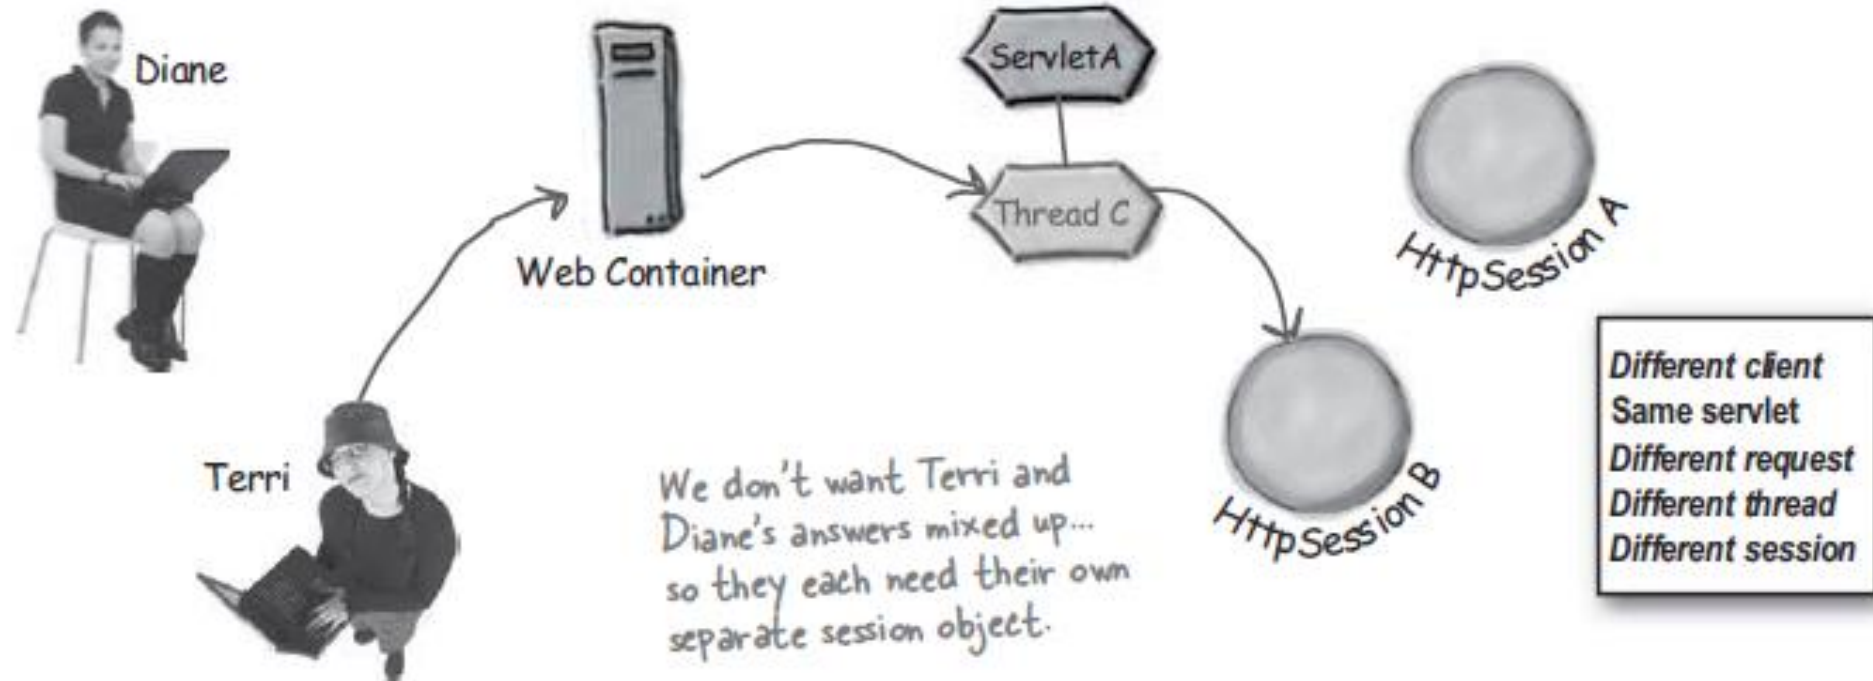 Diane
ServletA
Thread C
Web Container
HttpSession A
HttpSession B
Terri
We don't want Terri and
Diane's answers mixed up...
so they each need their own
separate session object.
Different client
Same servlet
Different request
Different thread
Different session